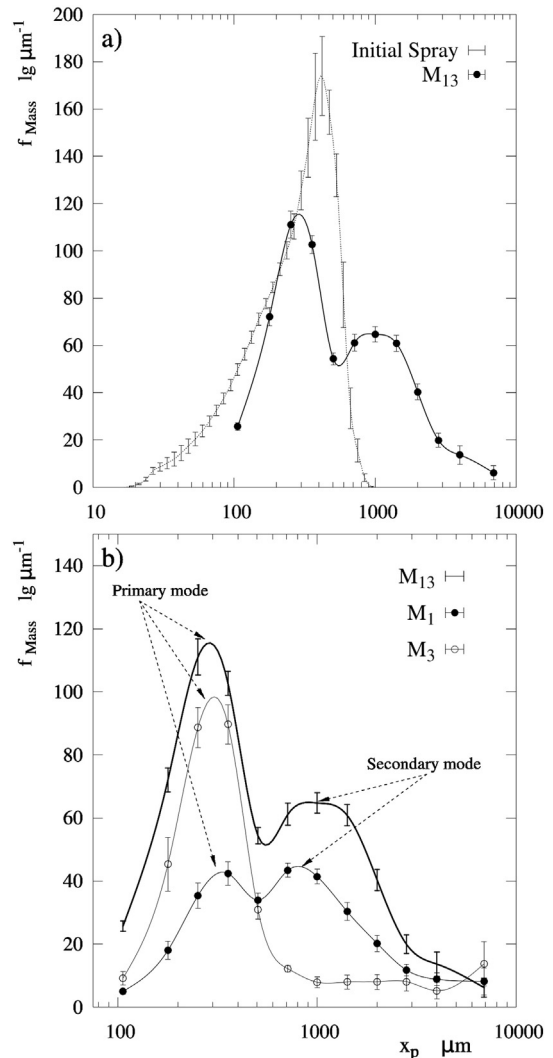 a)
200
180
160
140
120
100
80
60
40
20
0
f Mass lg μm-1
Initial Spray
M13
10 100 1000 10000
b)
140
120
100
80
60
40
20
0
f Mass lg μm-1
M13
M1
M3
Primary mode
Secondary mode
100 1000 10000
xp μm